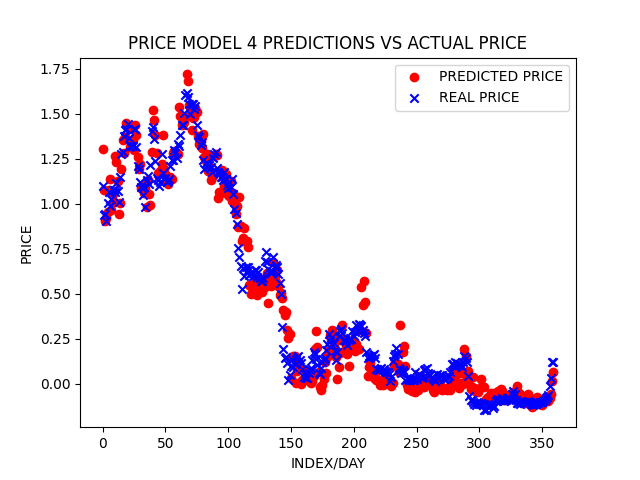 PRICE MODEL 4 PREDICTIONS VS ACTUAL PRICE
PREDICTED PRICE
REAL PRICE
1.75
1.50
1.25
1.00
0.75
0.50
0.25
0.00
PRICE
0 50 100 150 200 250 300 350
INDEX/DAY